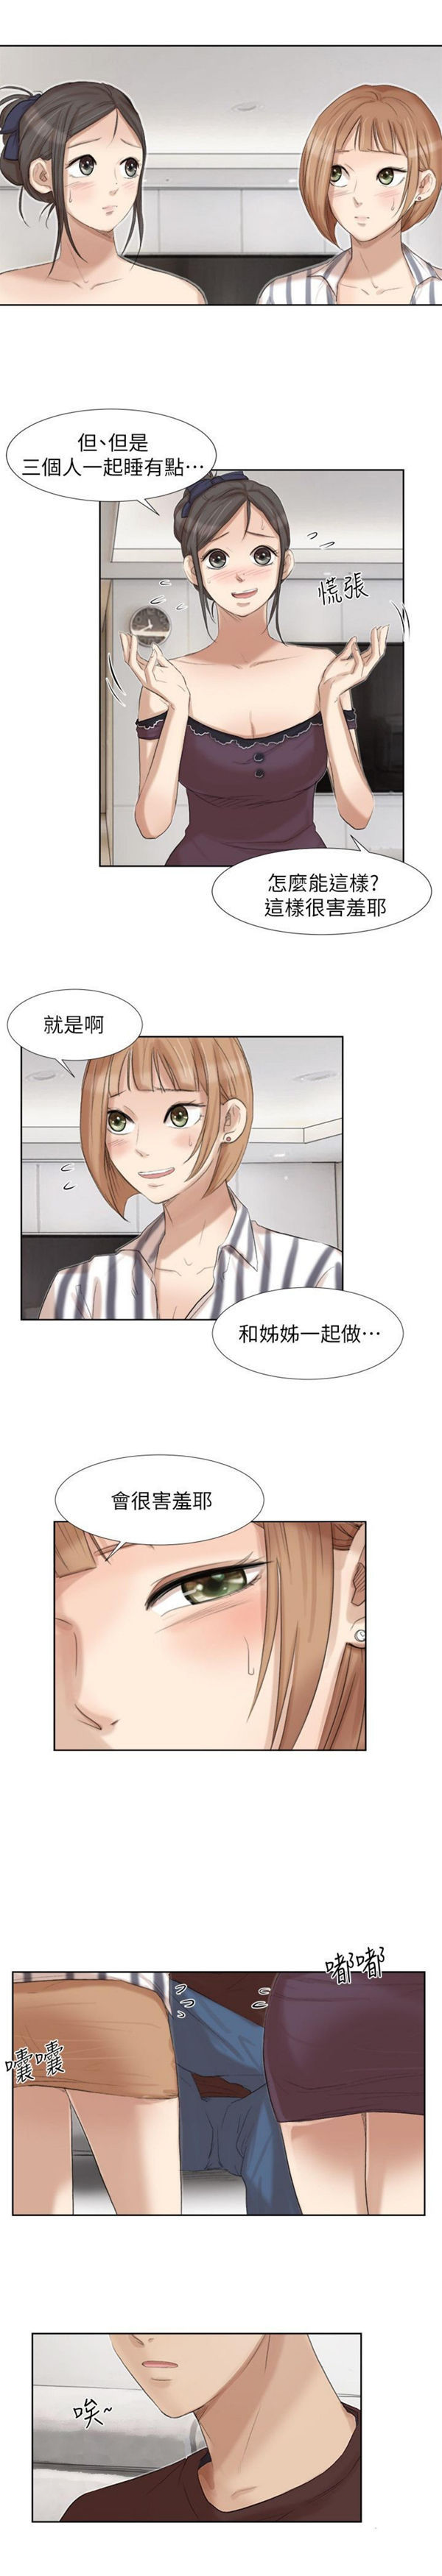 但、但是
三個人一起睡有點⋯
慌張
怎麼能這樣?
這樣很害羞耶
就是啊
和姊姊一起做⋯
會很害羞耶
嘟嘟
囔囔
唉~